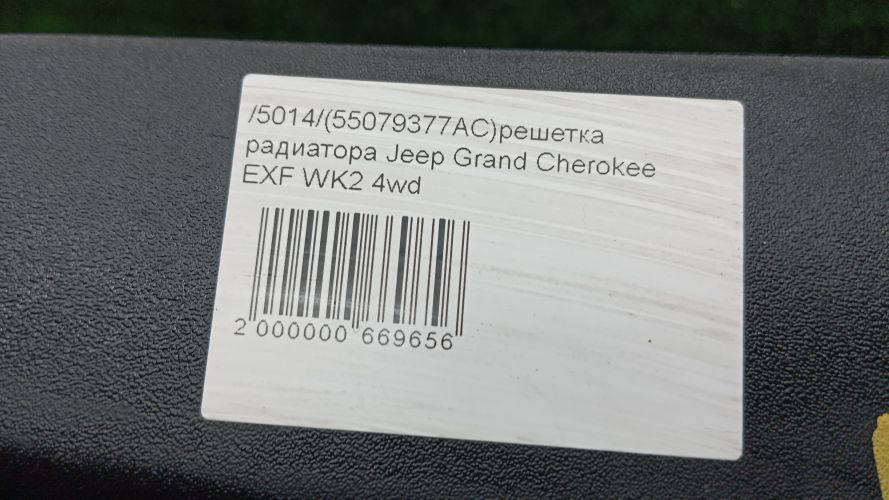 /5014/(55079377AC)решетка
радиатора Jeep Grand Cherokee
EXF WK2 4wd
2 000000 669656